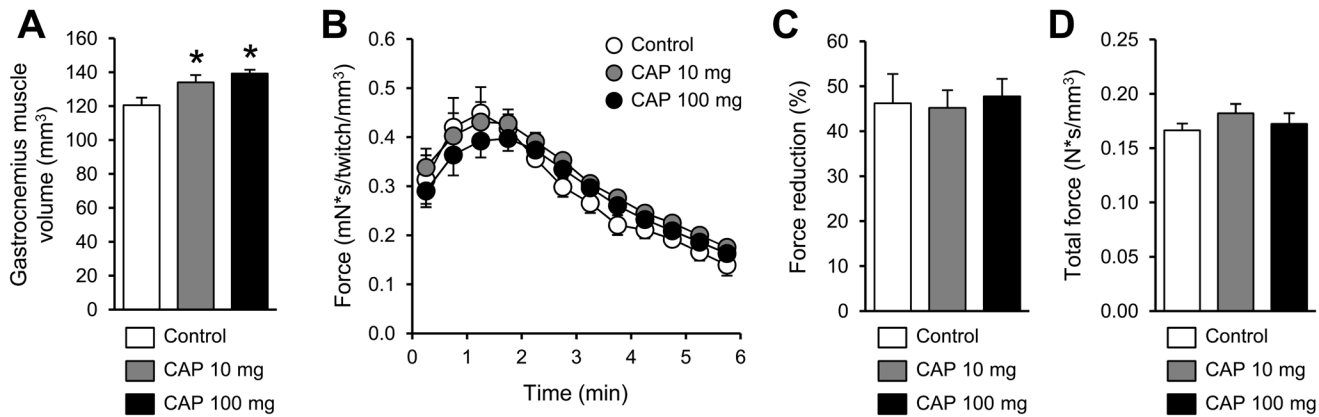 A
Gastrocnemius muscle
volume (mm³)
160
140
120
100
80
60
40
20
0
*
*
Control
CAP 10 mg
CAP 100 mg
B
Force (mN*s/twitch/mm³)
0.6
0.5
0.4
0.3
0.2
0.1
0.0
0 1 2 3 4 5 6
Time (min)
Control
CAP 10 mg
CAP 100 mg
C
Force reduction (%)
60
50
40
30
20
10
0
Control
CAP 10 mg
CAP 100 mg
D
Total force (N*s/mm³)
0.25
0.20
0.15
0.10
0.05
0.00
Control
CAP 10 mg
CAP 100 mg